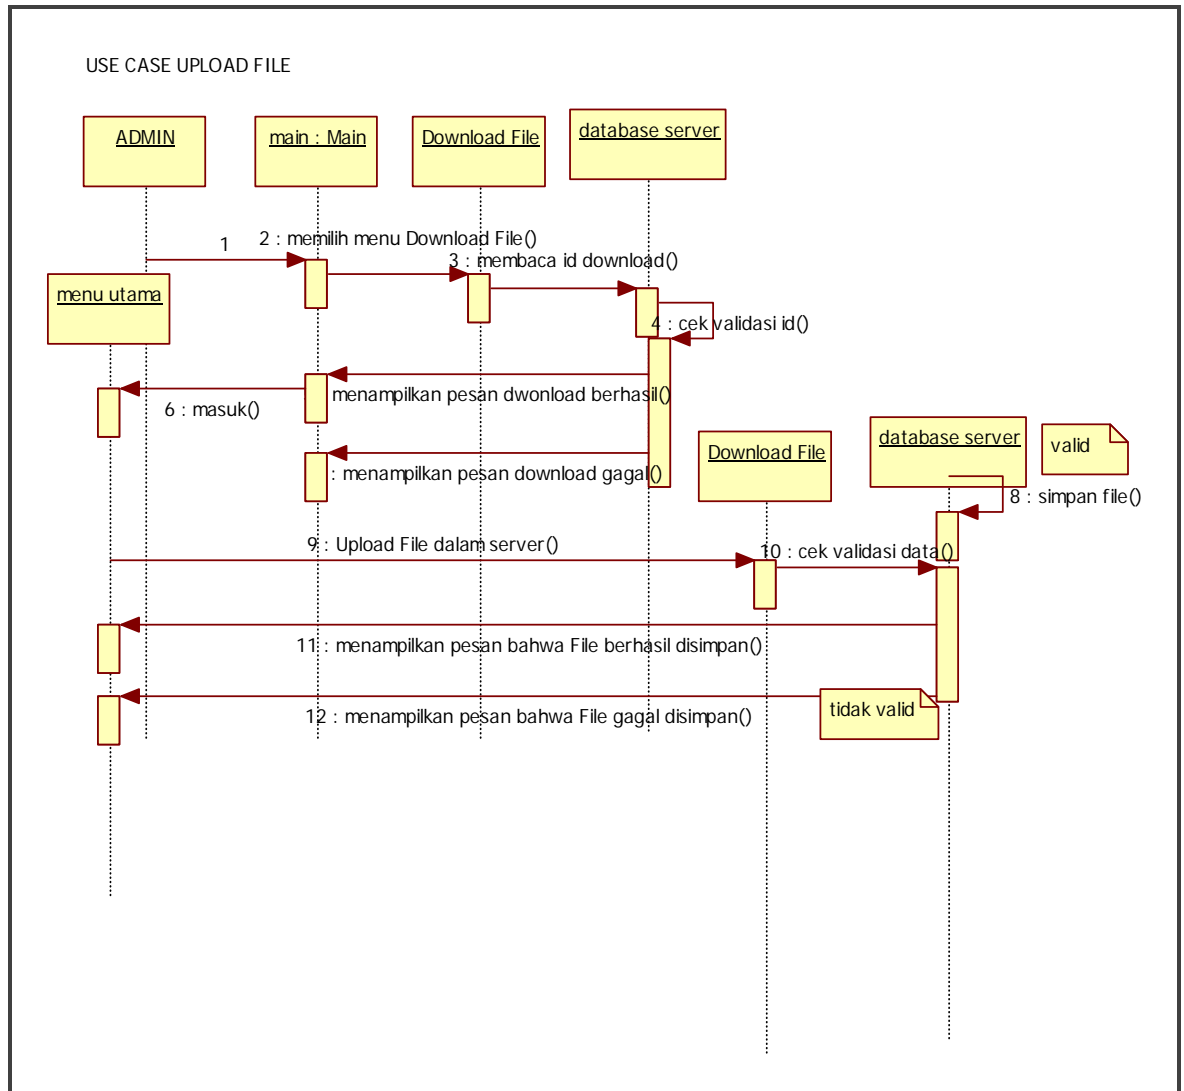 USE CASE UPLOAD FILE
ADMIN
main : Main
Download File
database server
1
2 : memilih menu Download File()
3 : membaca id download()
menu utama
4 : cek validasi id()
menampilkan pesan dwonload berhasil()
6 : masuk()
: menampilkan pesan download gagal()
Download File
database server
valid
8 : simpan file()
9 : Upload File dalam server()
10 : cek validasi data()
11 : menampilkan pesan bahwa File berhasil disimpan()
12 : menampilkan pesan bahwa File gagal disimpan()
tidak valid